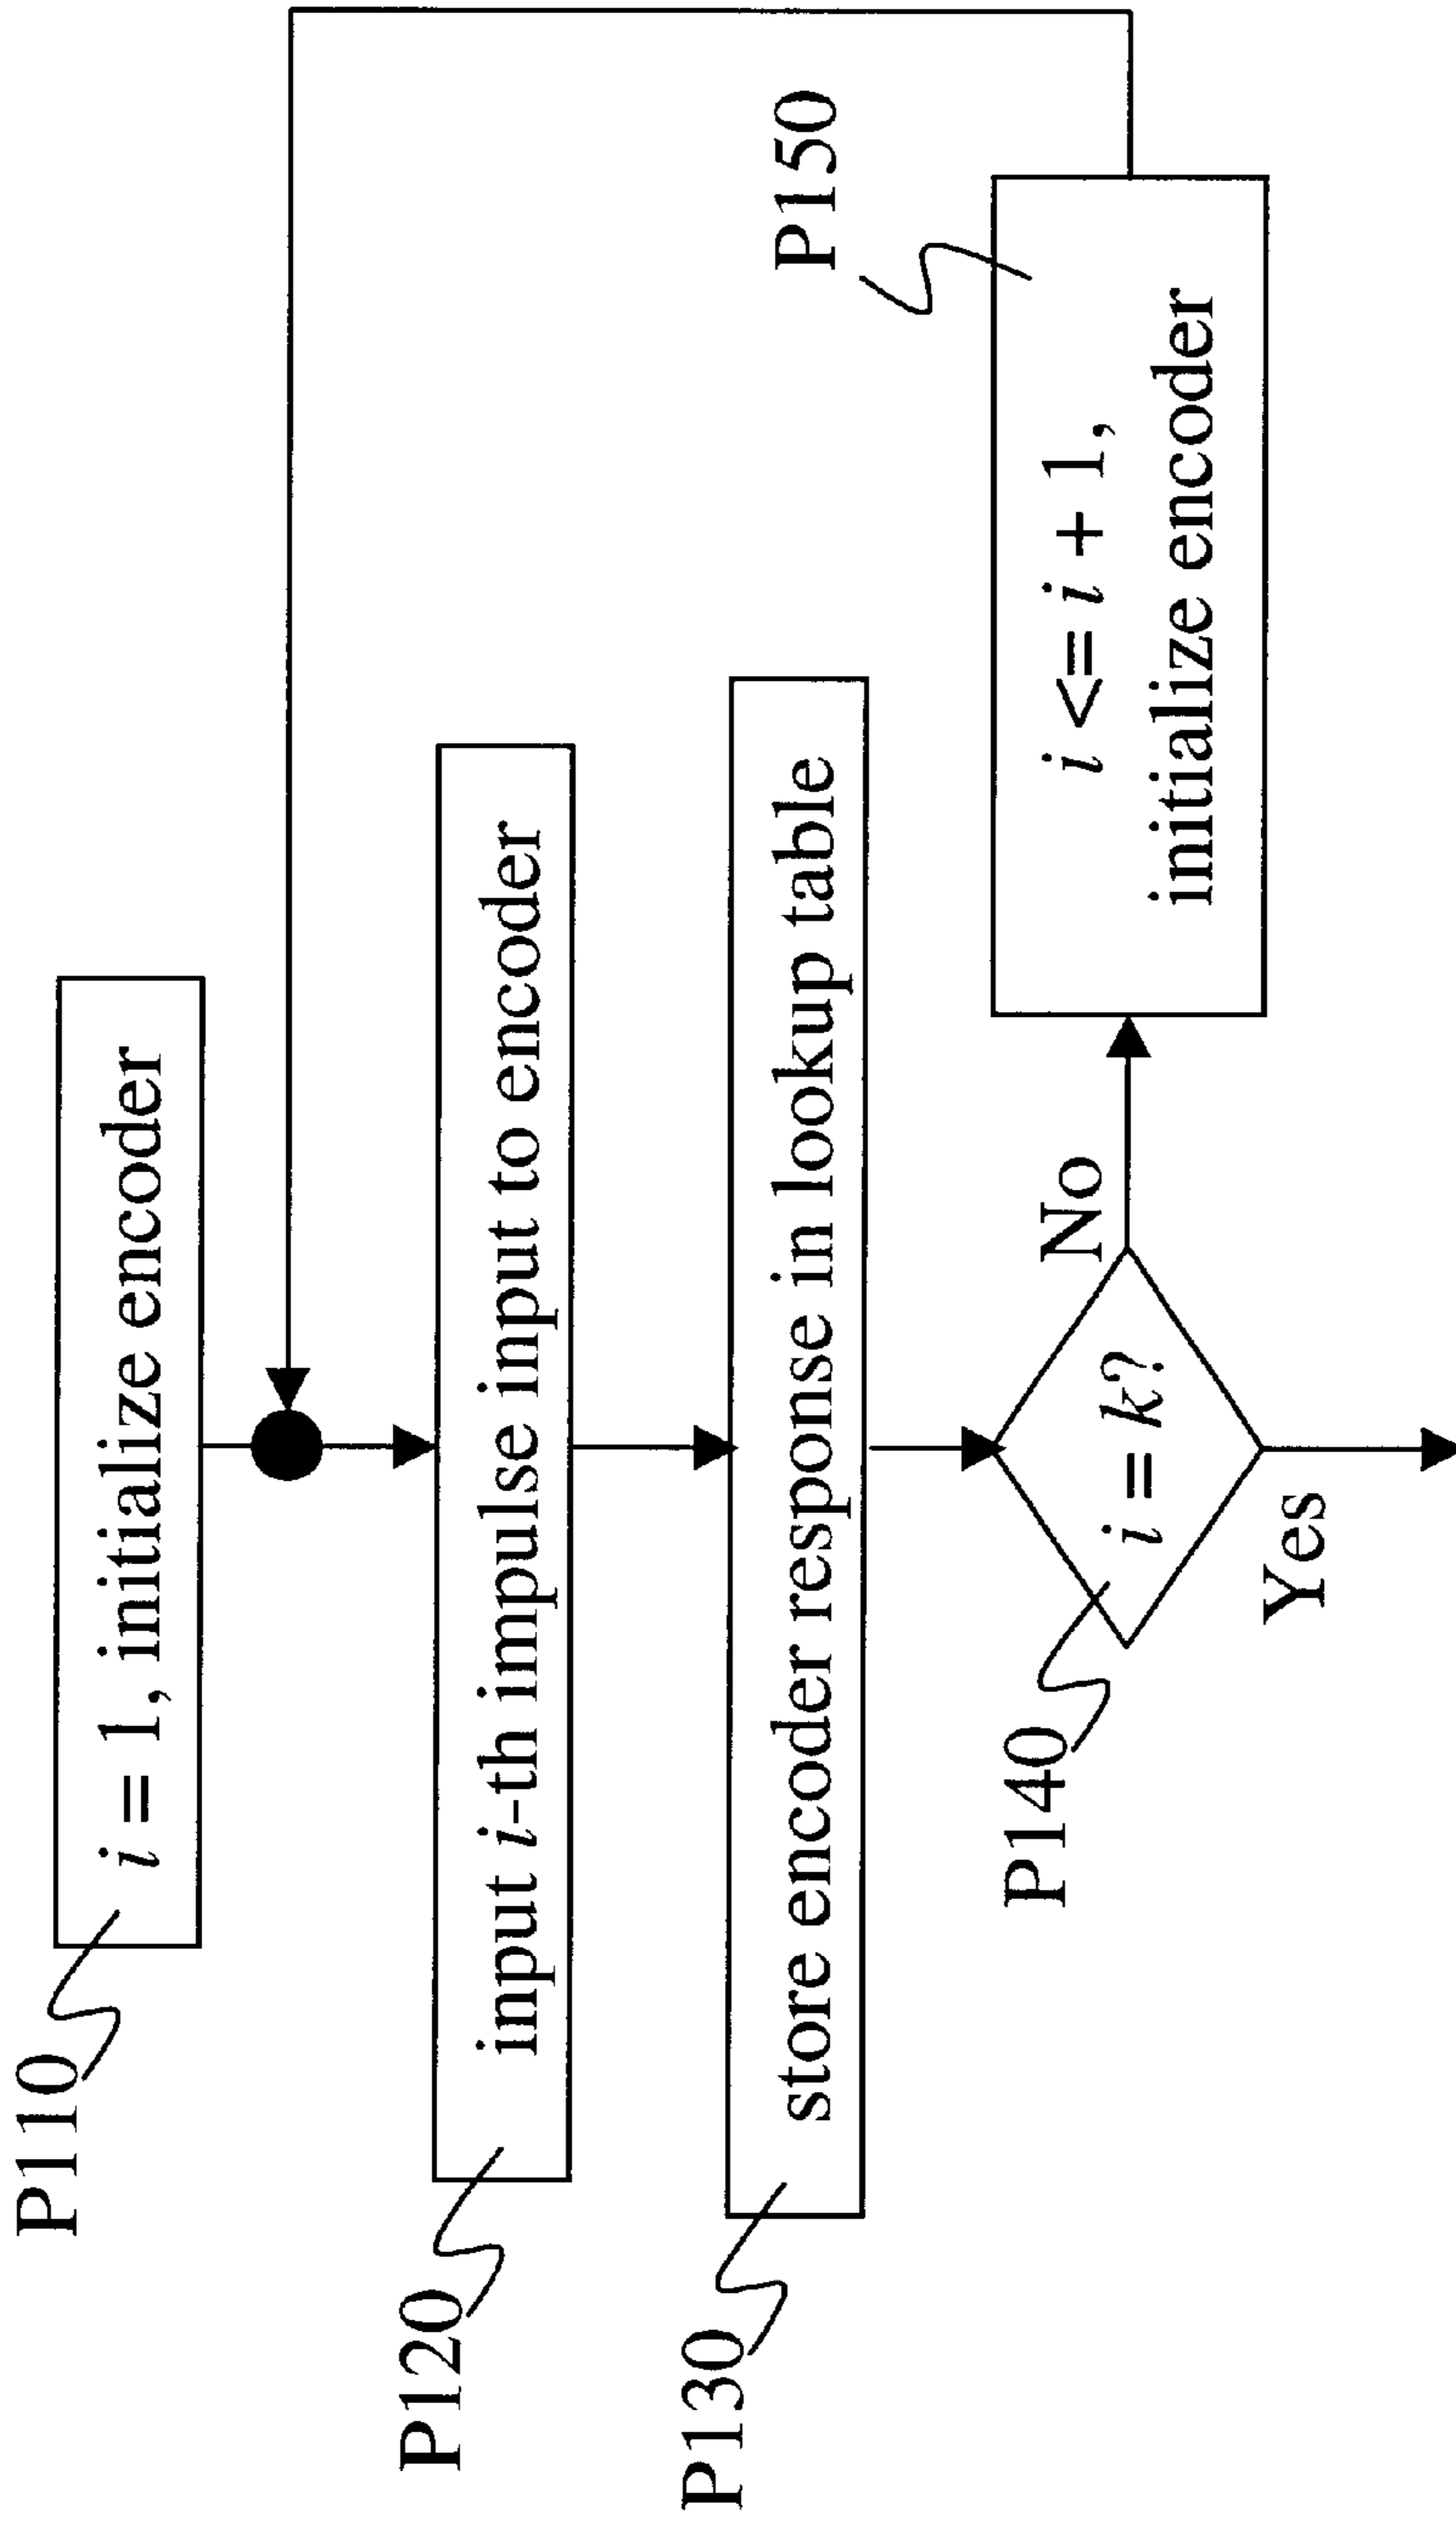 P110
i = 1, initialize encoder
P120
input i-th impulse input to encoder
P130
store encoder response in lookup table
P140
i = k?
No
Yes
P150
i <= i + 1,
initialize encoder